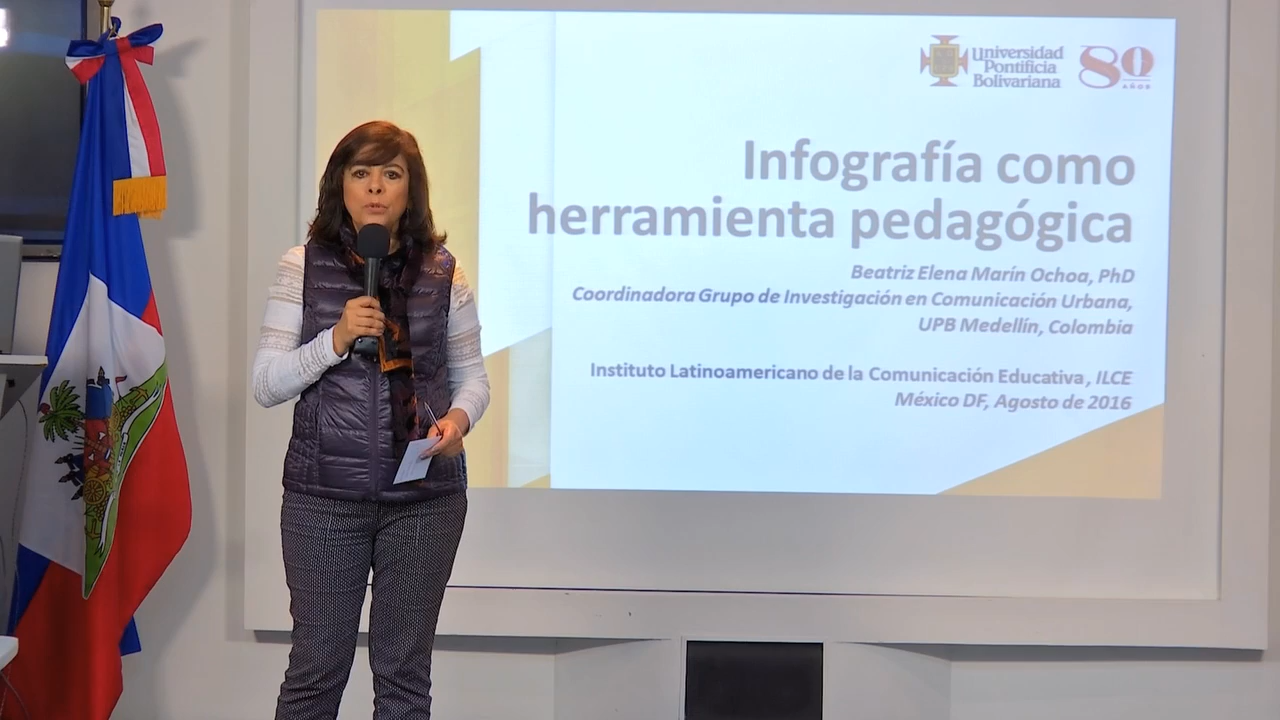 Universidad
Pontificia
Bolivariana
80
AÑOS
Infografía como
herramienta pedagógica
Beatriz Elena Marín Ochoa, PhD
Coordinadora Grupo de Investigación en Comunicación Urbana,
UPB Medellín, Colombia
Instituto Latinoamericano de la Comunicación Educativa, ILCE
México DF, Agosto de 2016